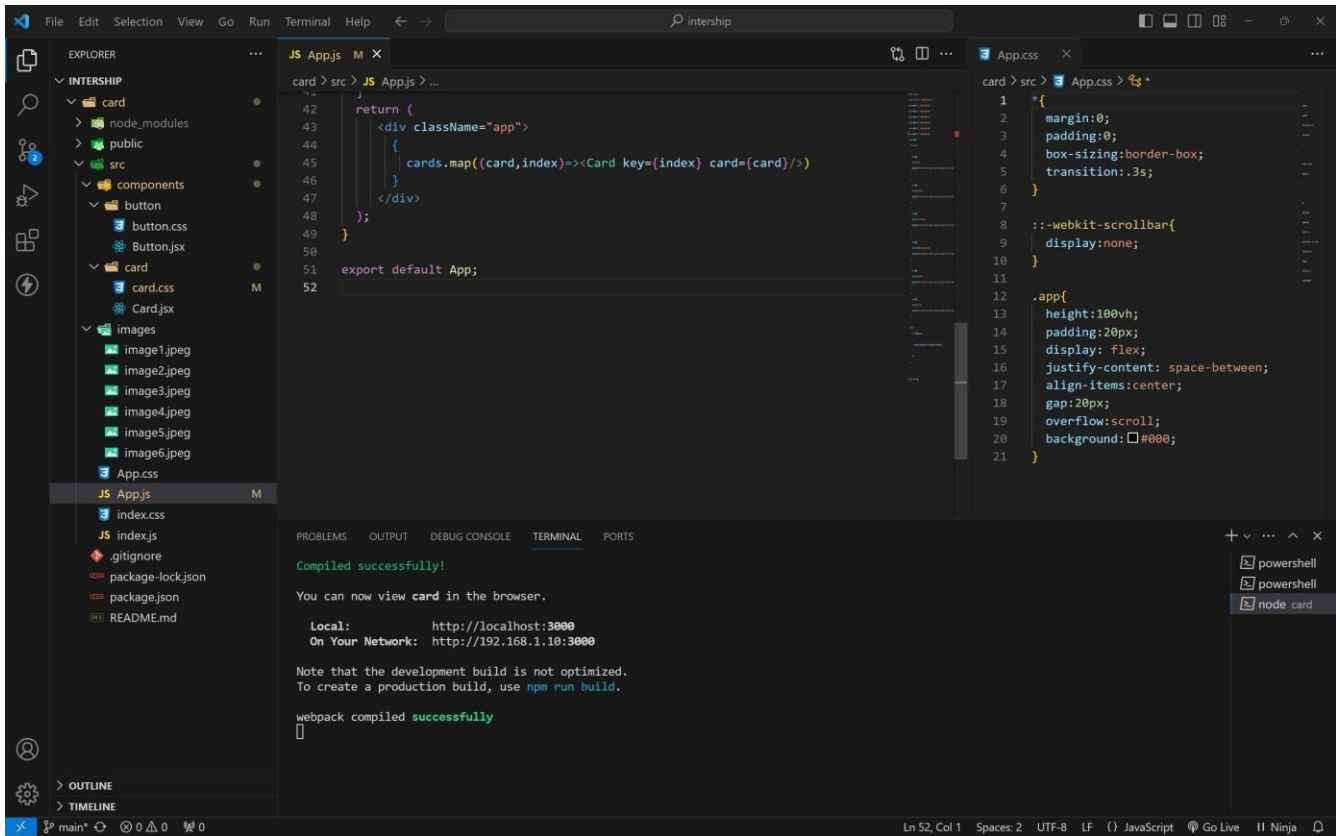 File Edit Selection View Go Run Terminal Help
intership
EXPLORER
INTERSHIP
card
node_modules
public
src
components
button
button.css
Button.jsx
card
card.css M
Card.jsx
images
image1.jpeg
image2.jpeg
image3.jpeg
image4.jpeg
image5.jpeg
image6.jpeg
App.css
JS App.js M
index.css
JS index.js
.gitignore
package-lock.json
package.json
README.md
OUTLINE
TIMELINE
JS App.js M
card > src > JS App.js > ...
41 ]
42 return (
43 <div className="app">
44 {
45 cards.map((card,index)=><Card key={index} card={card}/>)
46 }
47 </div>
48 );
49 }
50
51 export default App;
52
App.css
card > src > App.css > *
1 *{
2 margin:0;
3 padding:0;
4 box-sizing:border-box;
5 transition:.3s;
6 }
7
8 ::-webkit-scrollbar{
9 display:none;
10 }
11
12 .app{
13 height:100vh;
14 padding:20px;
15 display: flex;
16 justify-content: space-between;
17 align-items:center;
18 gap:20px;
19 overflow:scroll;
20 background:#000;
21 }
PROBLEMS OUTPUT DEBUG CONSOLE TERMINAL PORTS
Compiled successfully!
You can now view card in the browser.
Local: http://localhost:3000
On Your Network: http://192.168.1.10:3000
Note that the development build is not optimized.
To create a production build, use npm run build.
webpack compiled successfully
powershell
powershell
node card
main* 0 0 0 Ln 52, Col 1 Spaces: 2 UTF-8 LF {} JavaScript Go Live Ninja